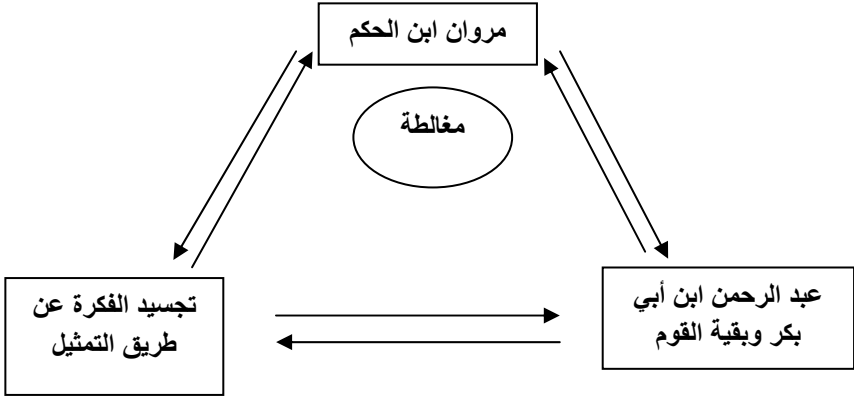 مروان ابن الحكم
مغالطة
عبد الرحمن ابن أبي
بكر وبقية القوم
تجسيد الفكرة عن
طريق التمثيل